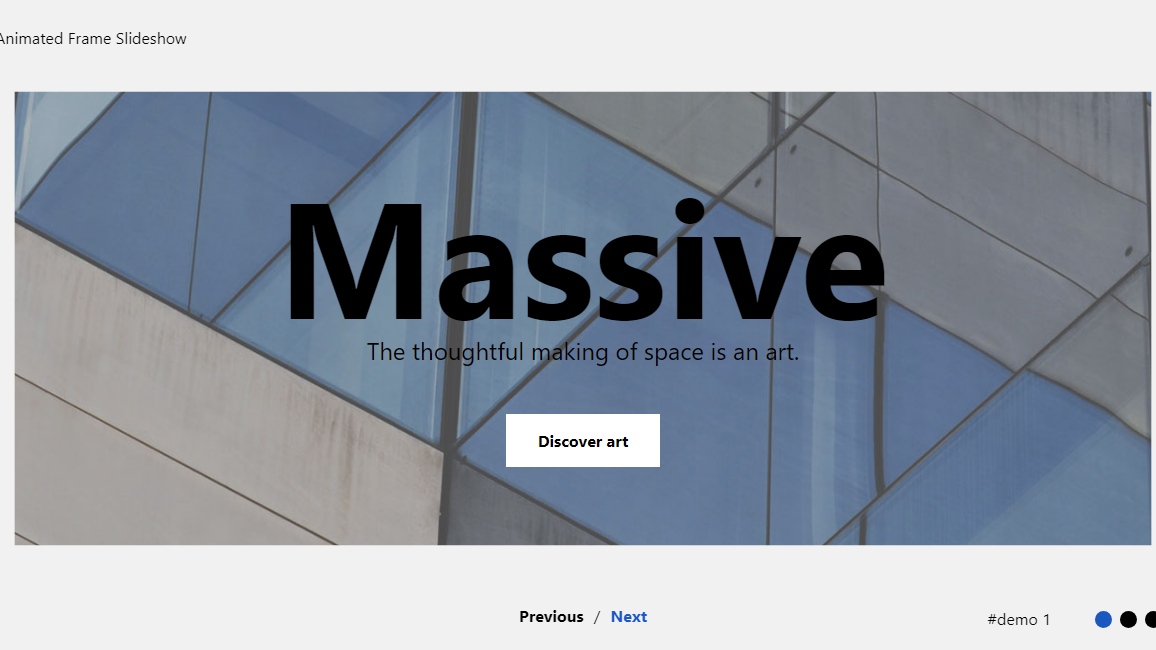 Animated Frame Slideshow
Massive
The thoughtful making of space is an art.
Discover art
Previous / Next
#demo 1